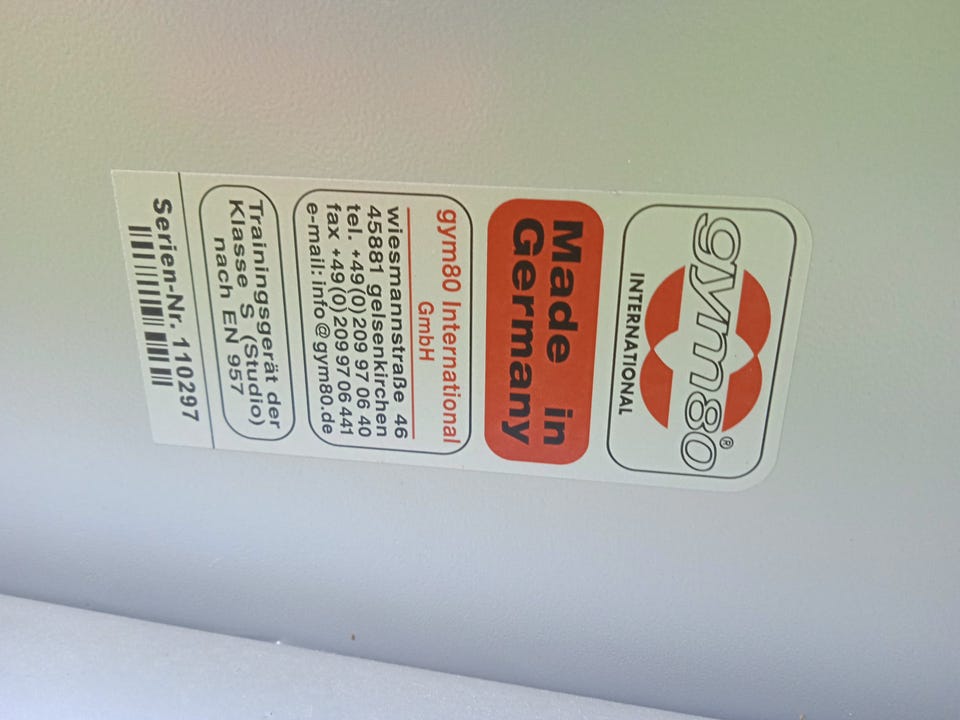 gym80®
INTERNATIONAL
Made in
Germany
gym80 International
GmbH
wiesmannstraße 46
45881 gelsenkirchen
tel. +49(0)209 97 06 40
fax +49(0)209 97 06 441
e-mail: info@gym80.de
Trainingsgerät der
Klasse S (Studio)
nach EN 957
Serien-Nr. 110297